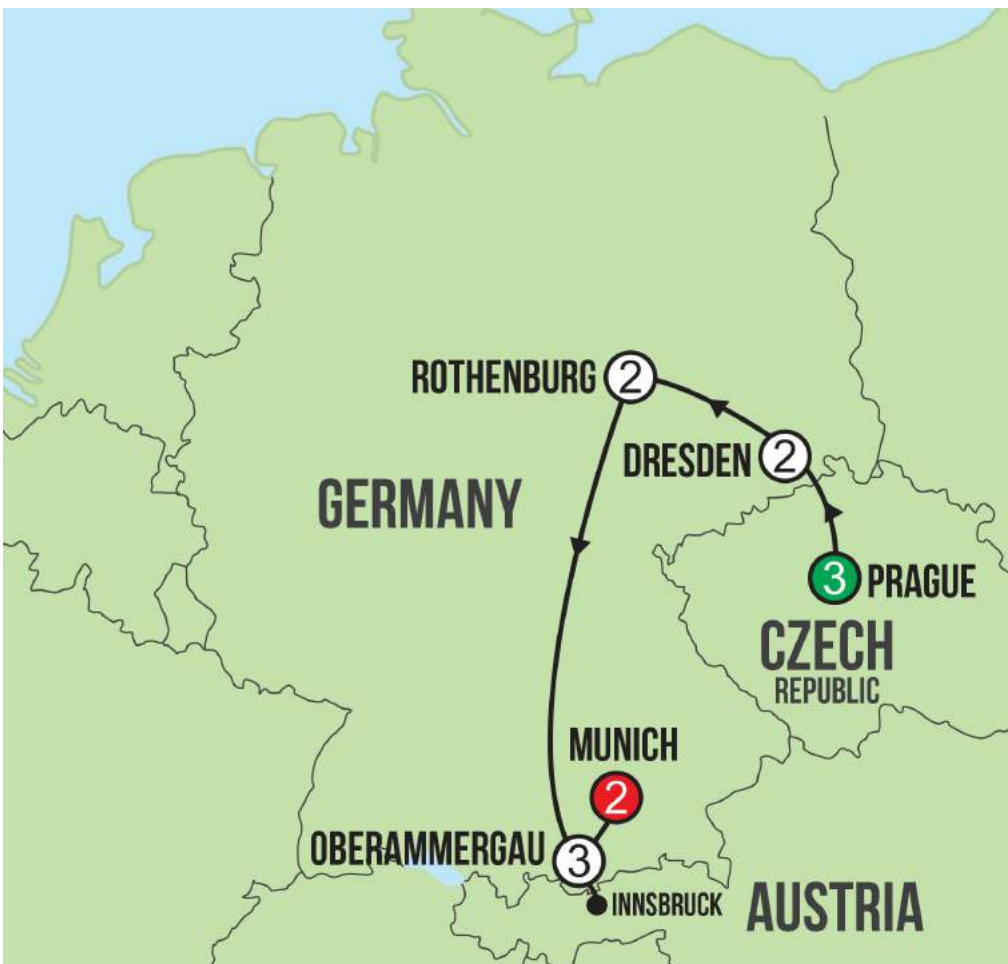 ROTHENBURG 2
DRESDEN 2
GERMANY
3 PRAGUE
CZECH
REPUBLIC
MUNICH
2
OBERAMMERGAU 3
INNSBRUCK
AUSTRIA